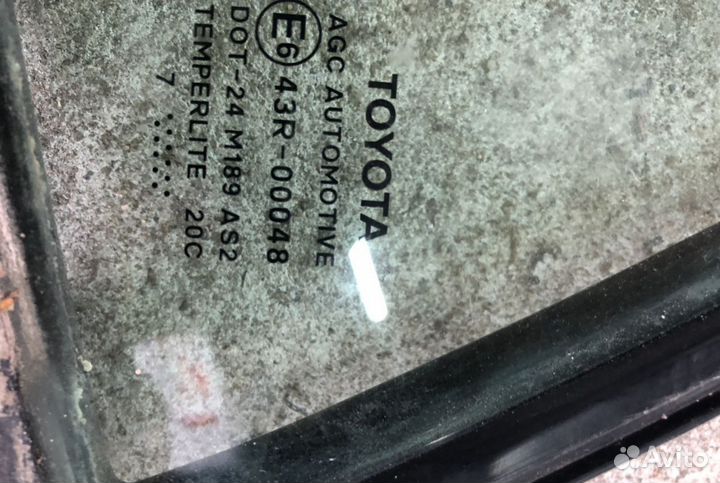 TOYOTA
AGC AUTOMOTIVE
E6 43R-00048
DOT-24 M189 AS2
TEMPERLITE 20C
7
Avito